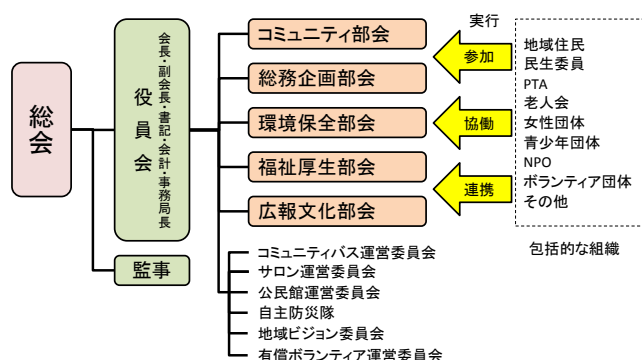 総会
役員会
会長・副会長・書記・会計・事務局長
監事
コミュニティ部会
総務企画部会
環境保全部会
福祉厚生部会
広報文化部会
コミュニティバス運営委員会
サロン運営委員会
公民館運営委員会
自主防災隊
地域ビジョン委員会
有償ボランティア運営委員会
実行
参加
協働
連携
地域住民
民生委員
PTA
老人会
女性団体
青少年団体
NPO
ボランティア団体
その他
包括的な組織